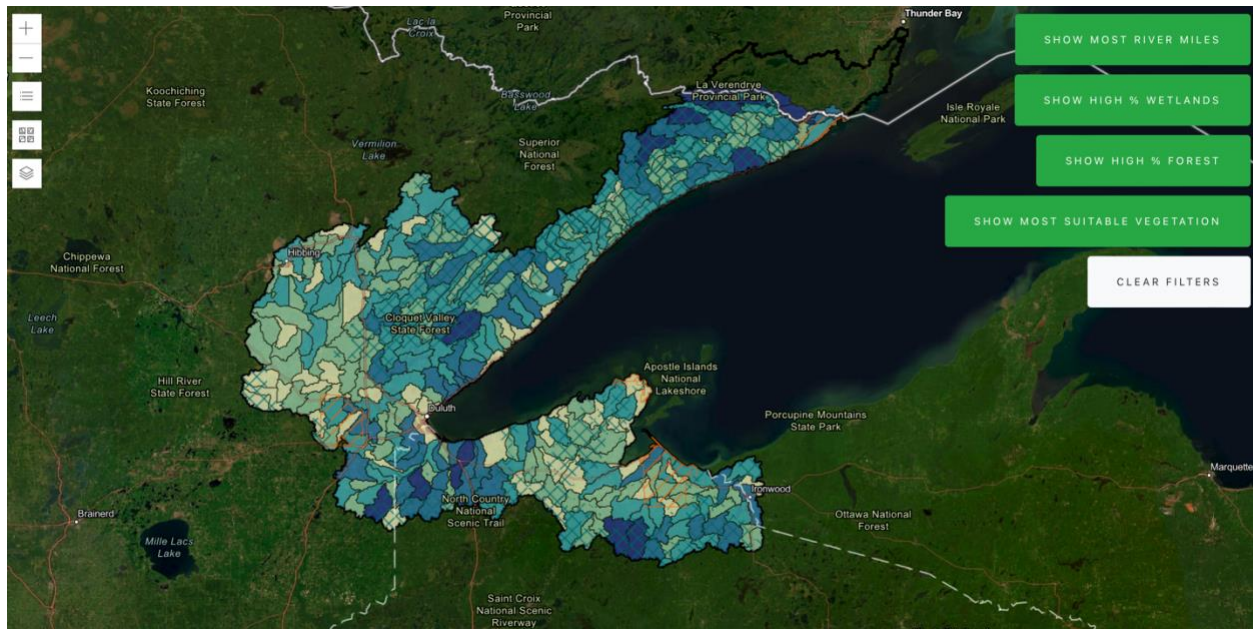 Provincial
Park
Lac la
Croix
Thunder Bay
SHOW MOST RIVER MILES
Koochiching
State Forest
Basswood
Lake
La Verendrye
Provincial Park
Isle Royale
National Park
SHOW HIGH % WETLANDS
Vermilion
Lake
Superior
National
Forest
SHOW HIGH % FOREST
SHOW MOST SUITABLE VEGETATION
Chippewa
National Forest
Hibbing
CLEAR FILTERS
Leech
Lake
Cloquet Valley
State Forest
Hill River
State Forest
Apostle Islands
National
Lakeshore
Duluth
Porcupine Mountains
State Park
Marquette
Ironwood
North Country
National
Scenic Trail
Brainerd
Ottawa National
Forest
Mille Lacs
Lake
Saint Croix
National Scenic
Riverway